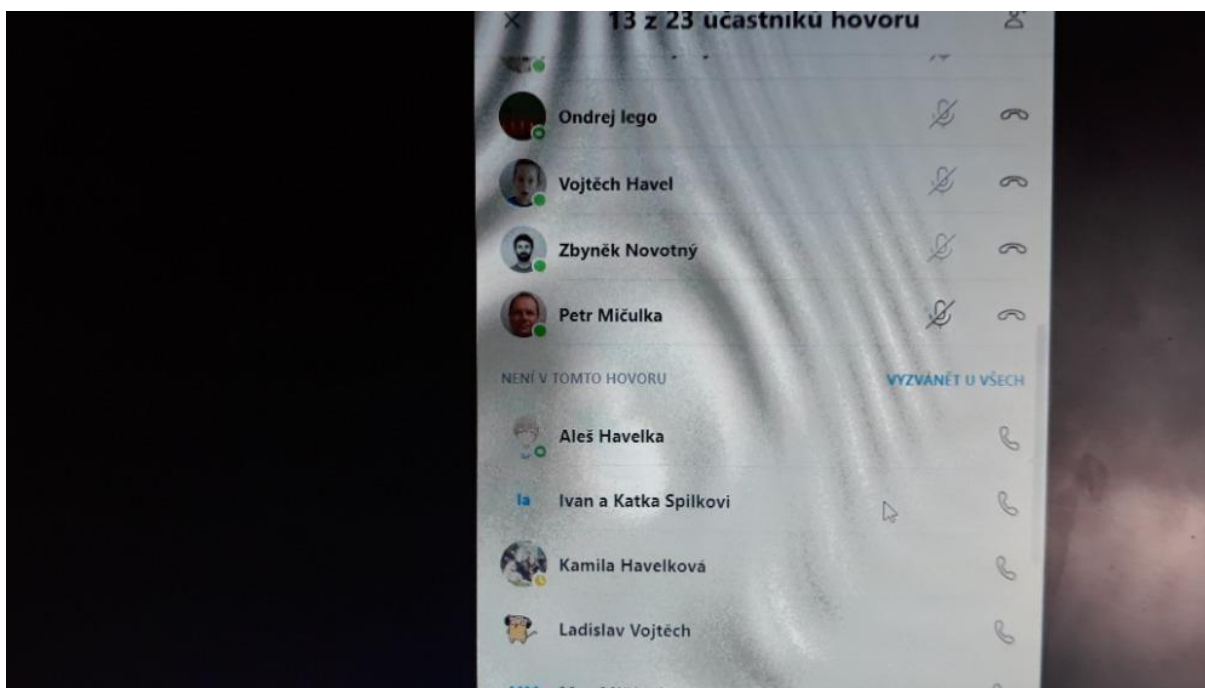 13 z 23 účastníků hovoru
Ondrej lego
Vojtěch Havel
Zbyněk Novotný
Petr Mičulka
NENÍ V TOMTO HOVORU
VYZVÁNĚT U VŠECH
Aleš Havelka
Ia
Ivan a Katka Spilkovi
Kamila Havelková
Ladislav Vojtěch